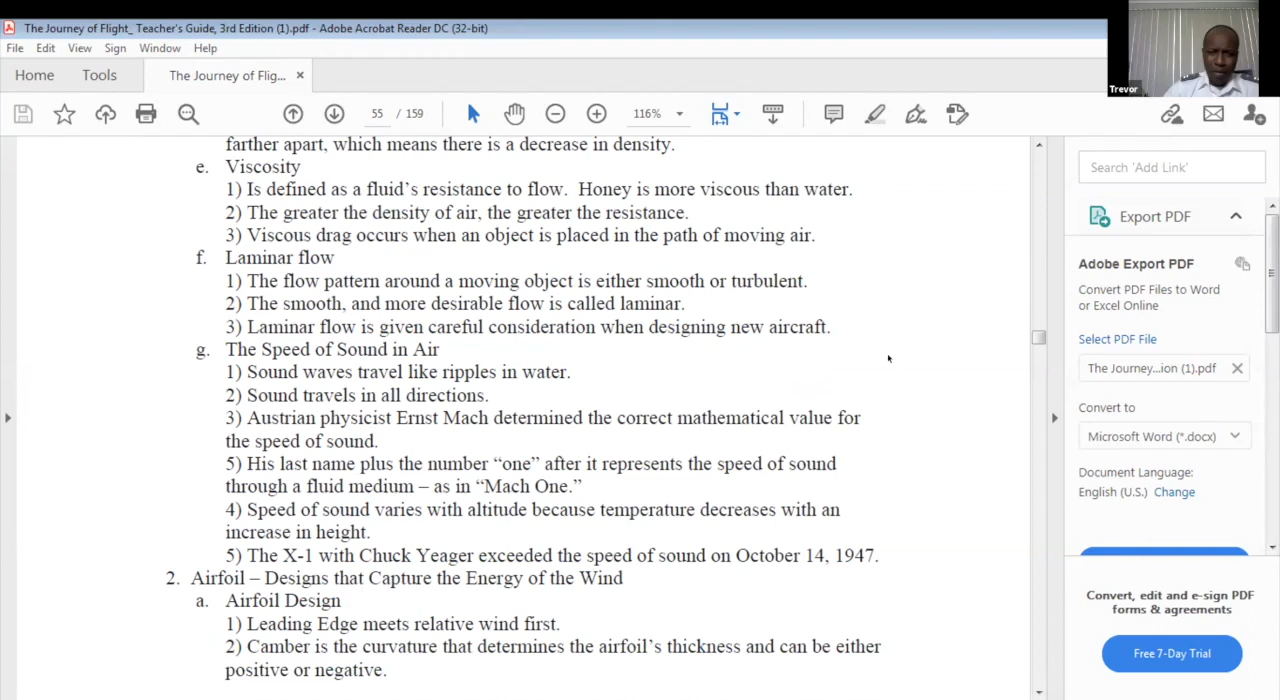 The Journey of Flight_ Teacher's Guide, 3rd Edition (1).pdf - Adobe Acrobat Reader DC (32-bit)
File Edit View Sign Window Help
Home Tools The Journey of Flig... ×
55 / 159 116%
Trevor
farther apart, which means there is a decrease in density.
e. Viscosity
1) Is defined as a fluid's resistance to flow. Honey is more viscous than water.
2) The greater the density of air, the greater the resistance.
3) Viscous drag occurs when an object is placed in the path of moving air.
f. Laminar flow
1) The flow pattern around a moving object is either smooth or turbulent.
2) The smooth, and more desirable flow is called laminar.
3) Laminar flow is given careful consideration when designing new aircraft.
g. The Speed of Sound in Air
1) Sound waves travel like ripples in water.
2) Sound travels in all directions.
3) Austrian physicist Ernst Mach determined the correct mathematical value for
the speed of sound.
5) His last name plus the number “one” after it represents the speed of sound
through a fluid medium – as in “Mach One.”
4) Speed of sound varies with altitude because temperature decreases with an
increase in height.
5) The X-1 with Chuck Yeager exceeded the speed of sound on October 14, 1947.
2. Airfoil – Designs that Capture the Energy of the Wind
a. Airfoil Design
1) Leading Edge meets relative wind first.
2) Camber is the curvature that determines the airfoil's thickness and can be either
positive or negative.
Search 'Add Link'
Export PDF
Adobe Export PDF
Convert PDF Files to Word
or Excel Online
Select PDF File
The Journey...ion (1).pdf
Convert to
Microsoft Word (*.docx)
Document Language:
English (U.S.) Change
Convert, edit and e-sign PDF
forms & agreements
Free 7-Day Trial